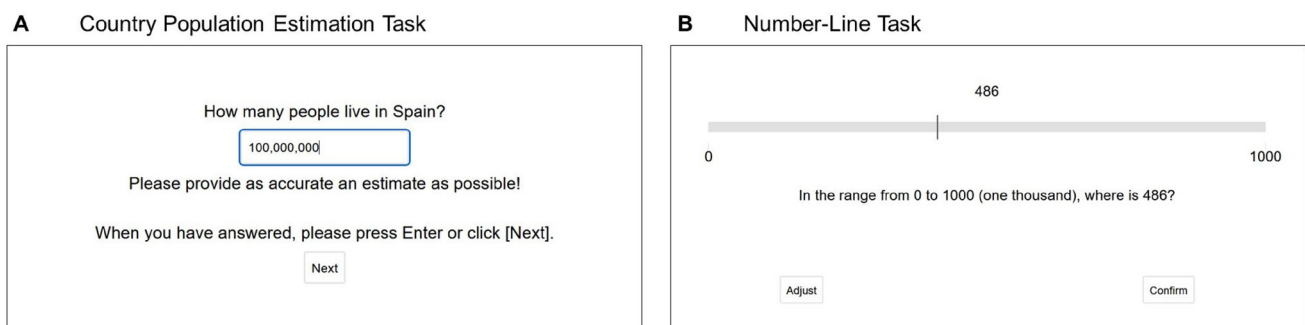 A Country Population Estimation Task
How many people live in Spain?
100,000,000
Please provide as accurate an estimate as possible!
When you have answered, please press Enter or click [Next].
Next
B Number-Line Task
486
0 1000
In the range from 0 to 1000 (one thousand), where is 486?
Adjust Confirm